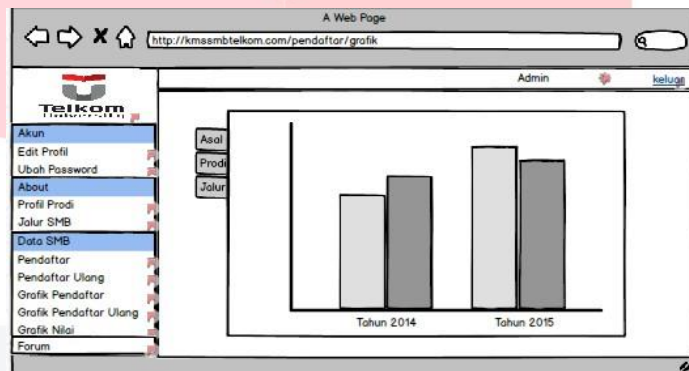 A Web Page
http://kmssmbtelkom.com/pendaftar/grafik
Admin
keluar
Telkom
University
Akun
Edit Profil
Ubah Password
About
Profil Prodi
Jalur SMB
Data SMB
Pendaftar
Pendaftar Ulang
Grafik Pendaftar
Grafik Pendaftar Ulang
Grafik Nilai
Forum
Asal
Prodi
Jalur
Tahun 2014
Tahun 2015